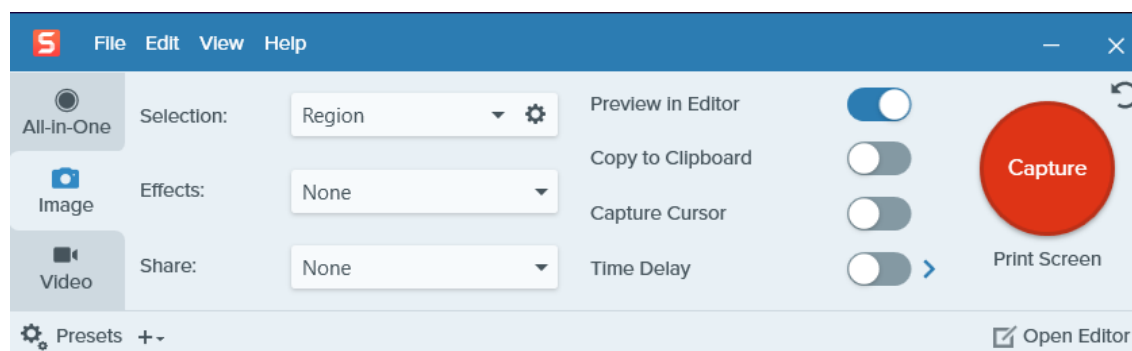 S File Edit View Help
All-in-One
Image
Video
Selection: Region
Effects: None
Share: None
Preview in Editor
Copy to Clipboard
Capture Cursor
Time Delay
Capture
Print Screen
Presets
Open Editor